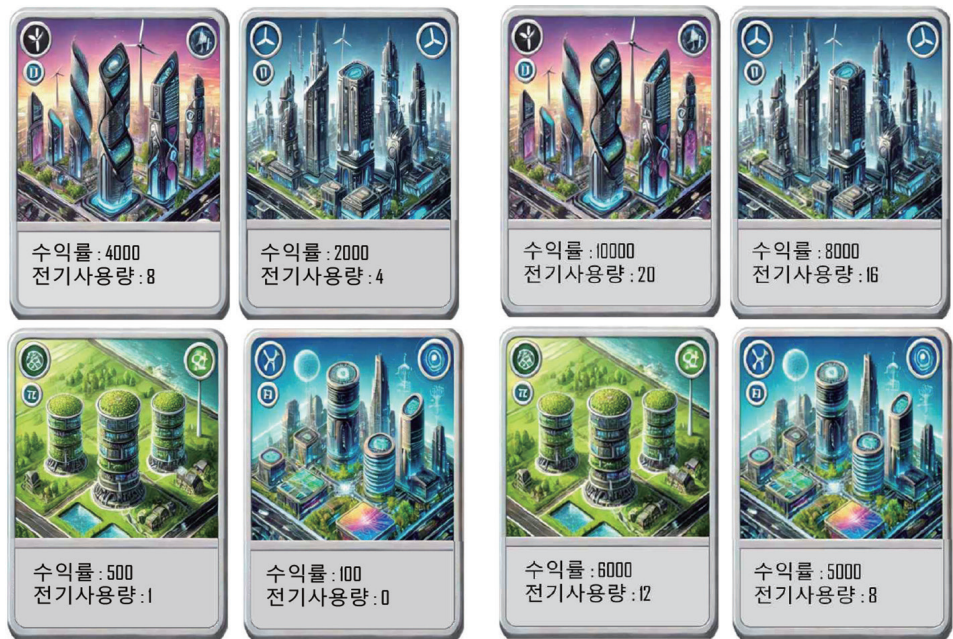 수익률 : 4000
전기사용량 : 8
수익률 : 2000
전기사용량 : 4
수익률 : 10000
전기사용량 : 20
수익률 : 8000
전기사용량 : 16
수익률 : 500
전기사용량 : 1
수익률 : 100
전기사용량 : 0
수익률 : 6000
전기사용량 : 12
수익률 : 5000
전기사용량 : 8